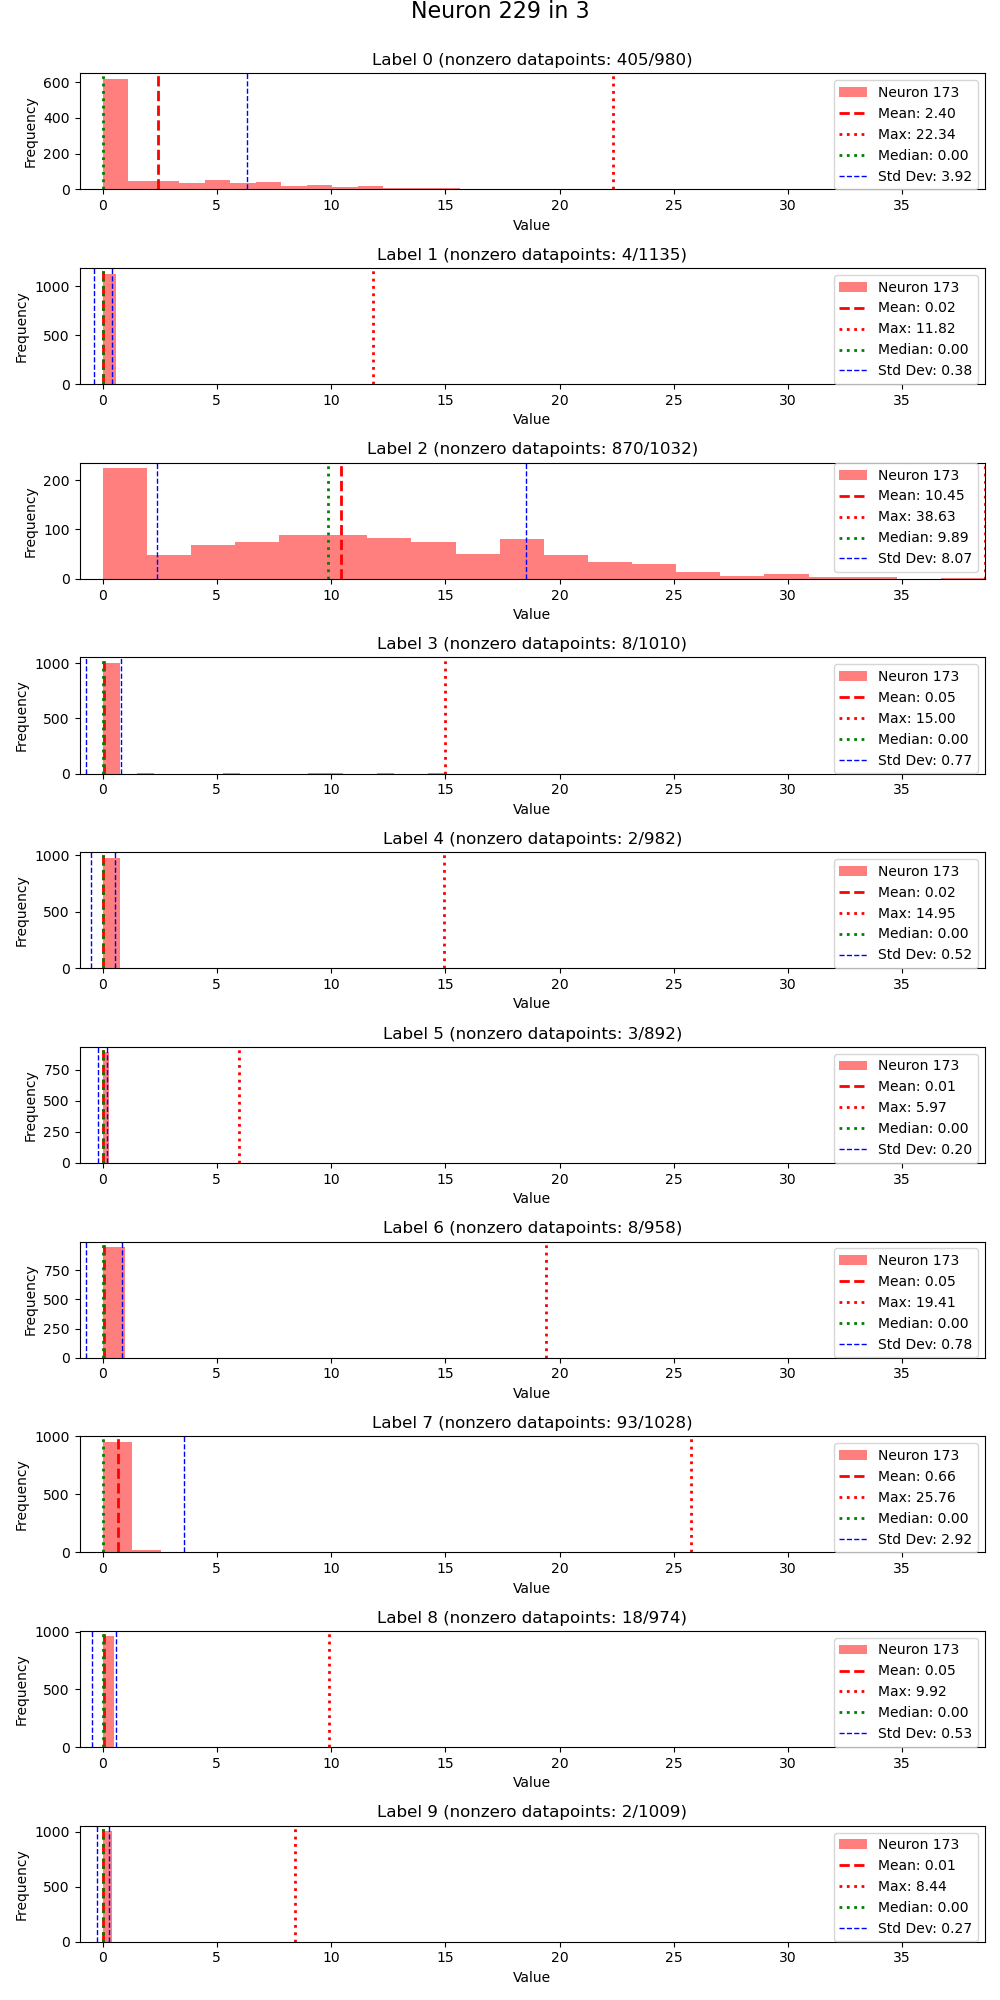 Neuron 229 in 3
Label 0 (nonzero datapoints: 405/980)
Frequency
600
400
200
0
Neuron 173
Mean: 2.40
Max: 22.34
Median: 0.00
Std Dev: 3.92
0 5 10 15 20 25 30 35
Value
Label 1 (nonzero datapoints: 4/1135)
Frequency
1000
500
0
Neuron 173
Mean: 0.02
Max: 11.82
Median: 0.00
Std Dev: 0.38
0 5 10 15 20 25 30 35
Value
Label 2 (nonzero datapoints: 870/1032)
Frequency
200
100
0
Neuron 173
Mean: 10.45
Max: 38.63
Median: 9.89
Std Dev: 8.07
0 5 10 15 20 25 30 35
Value
Label 3 (nonzero datapoints: 8/1010)
Frequency
1000
500
0
Neuron 173
Mean: 0.05
Max: 15.00
Median: 0.00
Std Dev: 0.77
0 5 10 15 20 25 30 35
Value
Label 4 (nonzero datapoints: 2/982)
Frequency
1000
500
0
Neuron 173
Mean: 0.02
Max: 14.95
Median: 0.00
Std Dev: 0.52
0 5 10 15 20 25 30 35
Value
Label 5 (nonzero datapoints: 3/892)
Frequency
750
500
250
0
Neuron 173
Mean: 0.01
Max: 5.97
Median: 0.00
Std Dev: 0.20
0 5 10 15 20 25 30 35
Value
Label 6 (nonzero datapoints: 8/958)
Frequency
750
500
250
0
Neuron 173
Mean: 0.05
Max: 19.41
Median: 0.00
Std Dev: 0.78
0 5 10 15 20 25 30 35
Value
Label 7 (nonzero datapoints: 93/1028)
Frequency
1000
500
0
Neuron 173
Mean: 0.66
Max: 25.76
Median: 0.00
Std Dev: 2.92
0 5 10 15 20 25 30 35
Value
Label 8 (nonzero datapoints: 18/974)
Frequency
1000
500
0
Neuron 173
Mean: 0.05
Max: 9.92
Median: 0.00
Std Dev: 0.53
0 5 10 15 20 25 30 35
Value
Label 9 (nonzero datapoints: 2/1009)
Frequency
1000
500
0
Neuron 173
Mean: 0.01
Max: 8.44
Median: 0.00
Std Dev: 0.27
0 5 10 15 20 25 30 35
Value